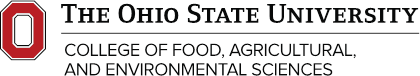 THE OHIO STATE UNIVERSITY
COLLEGE OF FOOD, AGRICULTURAL,
AND ENVIRONMENTAL SCIENCES